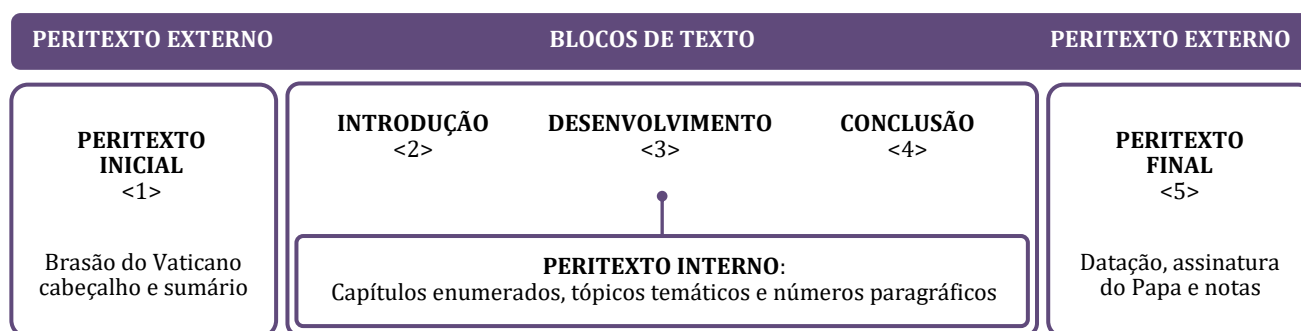 PERITEXTO EXTERNO
BLOCOS DE TEXTO
PERITEXTO EXTERNO
PERITEXTO
INICIAL
<1>
Brasão do Vaticano
cabeçalho e sumário
INTRODUÇÃO
<2>
DESENVOLVIMENTO
<3>
CONCLUSÃO
<4>
PERITEXTO INTERNO:
Capítulos enumerados, tópicos temáticos e números paragráficos
PERITEXTO
FINAL
<5>
Datação, assinatura
do Papa e notas